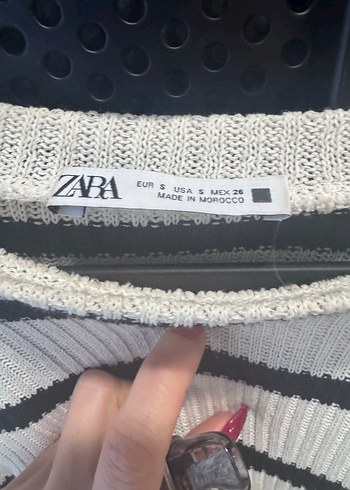 ZARA
EUR S USA S MEX 26
MADE IN MOROCCO